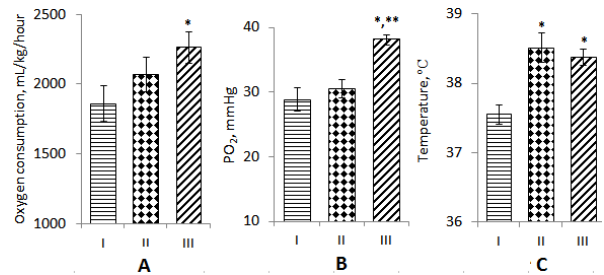 Oxygen consumption, mL/kg/hour
2500
2000
1500
1000
*
I II III
A
PO₂, mmHg
40
30
20
10
*,**
I II III
B
Temperature, °C
39
38
37
36
* *
I II III
C